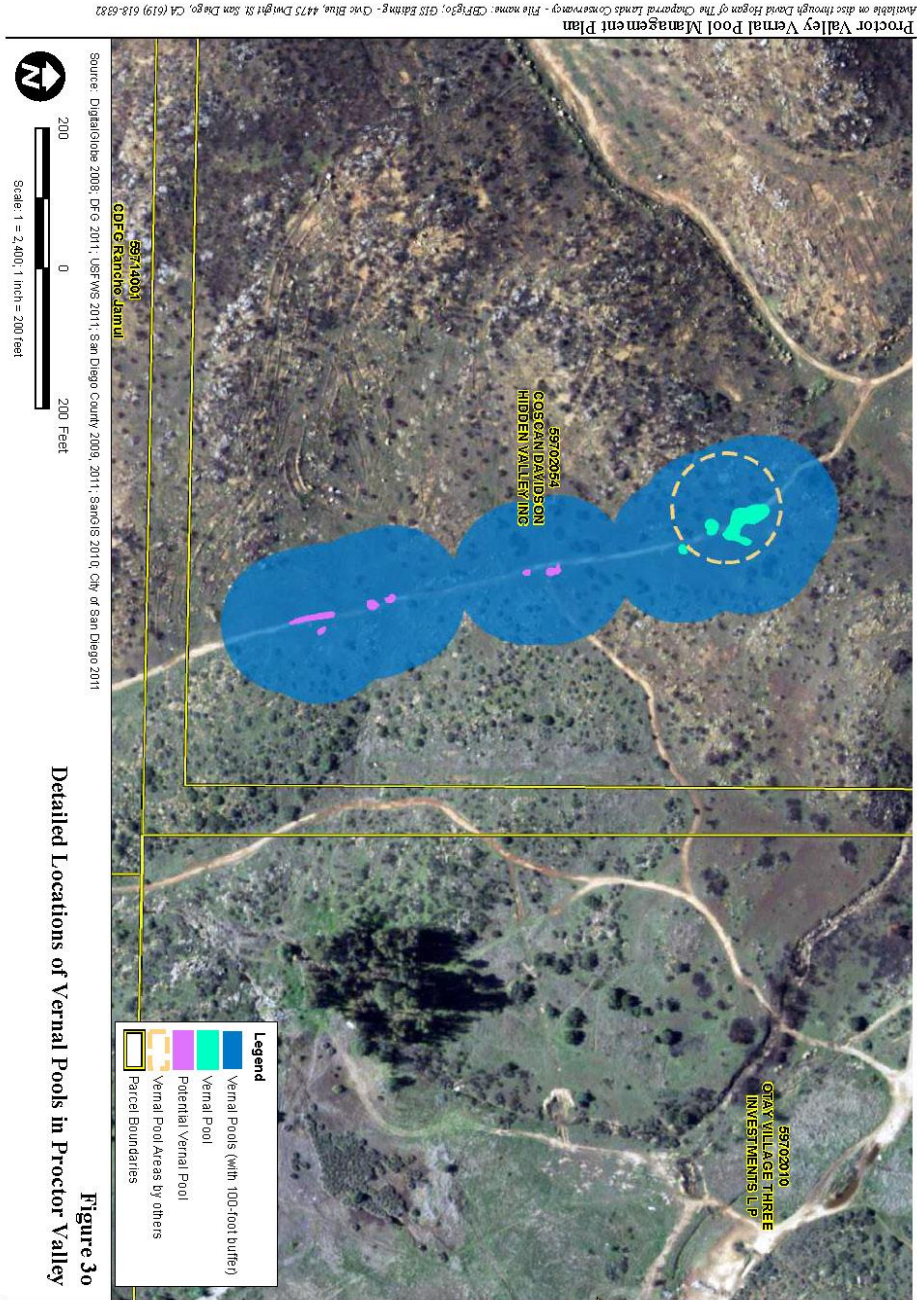 Proctor Valley Vernal Pool Management Plan
Available on disc through David Hogan of The Chaparral Lands Conservancy - File name: CBFig3o; GIS Editing - Civic Blue, 4475 Dwight St. San Diego, CA (619) 618-6382
59702054
COSCAN DAVIDSON
HIDDEN VALLEY INC
59702010
OTAY VILLAGE THREE
INVESTMENTS L P
59714001
CDFG Rancho Jamul
Legend
Vernal Pools (with 100-foot buffer)
Vernal Pool
Potential Vernal Pool
Vernal Pool Areas by others
Parcel Boundaries
Source: DigitalGlobe 2008; DFG 2011; USFWS 2011; San Diego County 2009, 2011; SanGIS 2010; City of San Diego 2011
N
200 0 200 Feet
Scale: 1 = 2,400; 1 inch = 200 feet
Figure 3o
Detailed Locations of Vernal Pools in Proctor Valley